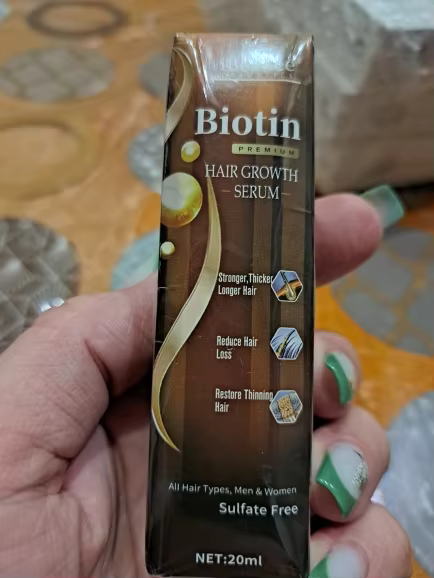 Biotin
PREMIUM
HAIR GROWTH
SERUM
Stronger,Thicker
Longer Hair
Reduce Hair
Loss
Restore Thinning
Hair
All Hair Types, Men & Women
Sulfate Free
NET:20ml